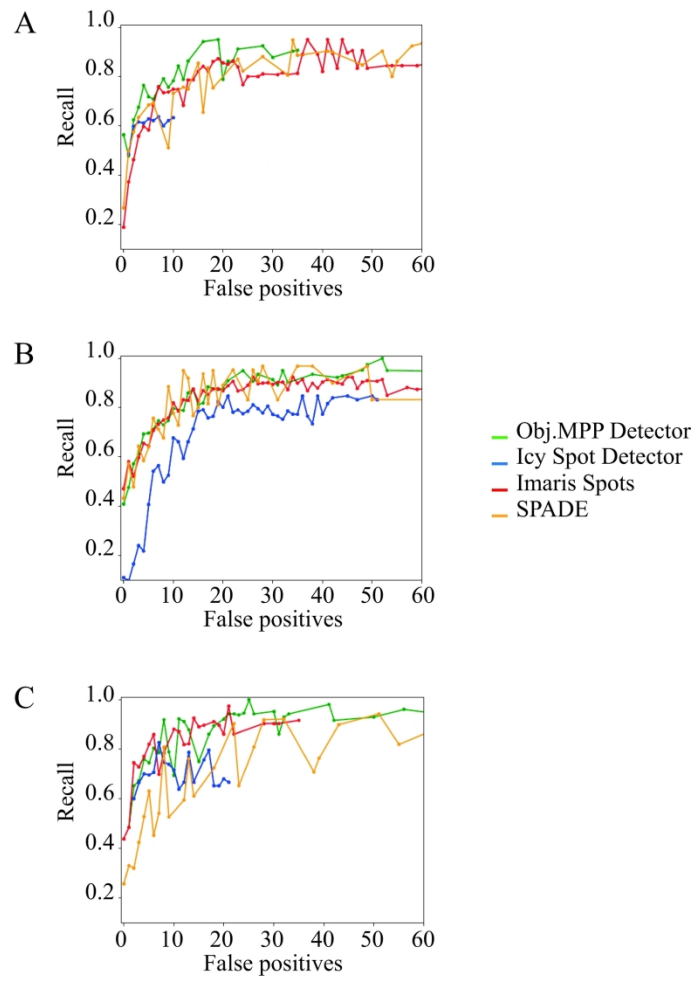 A
1.0
0.8
0.6
0.4
0.2
Recall
0 10 20 30 40 50 60
False positives
B
1.0
0.8
0.6
0.4
0.2
Recall
0 10 20 30 40 50 60
False positives
Obj.MPP Detector
Icy Spot Detector
Imaris Spots
SPADE
C
1.0
0.8
0.6
0.4
0.2
Recall
0 10 20 30 40 50 60
False positives